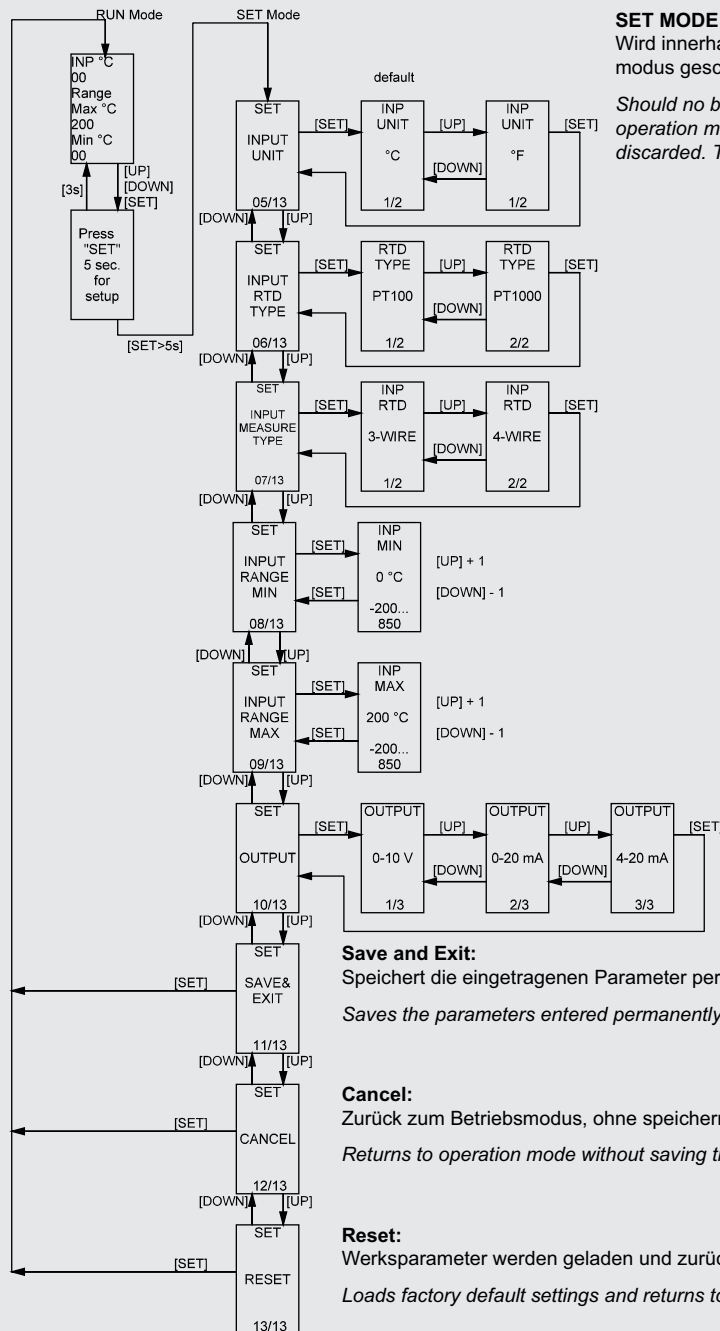 RUN Mode
SET Mode
INP °C
00
Range
Max °C
200
Min °C
00
[3s]
[UP]
[DOWN]
[SET]
Press
"SET"
5 sec.
for
setup
[SET>5s]
SET MODE
Wird
modus
Should no
operation
discarded.
default
SET
INPUT
UNIT
05/13
[SET]
INP
UNIT
°C
1/2
[UP]
[DOWN]
INP
UNIT
°F
1/2
[SET]
[DOWN] [UP]
SET
INPUT
RTD
TYPE
06/13
[SET]
RTD
TYPE
PT100
1/2
[UP]
[DOWN]
RTD
TYPE
PT1000
2/2
[SET]
[DOWN] [UP]
SET
INPUT
MEASURE
TYPE
07/13
[SET]
INP
RTD
3-WIRE
1/2
[UP]
[DOWN]
INP
RTD
4-WIRE
2/2
[SET]
[DOWN] [UP]
SET
INPUT
RANGE
MIN
08/13
[SET]
[SET]
INP
MIN
0 °C
-200...
850
[UP] + 1
[DOWN] - 1
[DOWN] [UP]
SET
INPUT
RANGE
MAX
09/13
[SET]
[SET]
INP
MAX
200 °C
-200...
850
[UP] + 1
[DOWN] - 1
[DOWN] [UP]
SET
OUTPUT
10/13
[SET]
OUTPUT
0-10 V
1/3
[UP]
[DOWN]
OUTPUT
0-20 mA
2/3
[UP]
[DOWN]
OUTPUT
4-20 mA
3/3
[SET]
[DOWN] [UP]
SET
SAVE&
EXIT
11/13
[SET]
Save and Exit:
Speichert die eingetragenen Parameter
Saves the parameters entered permanently
[DOWN] [UP]
SET
CANCEL
12/13
[SET]
Cancel:
Zurück zum Betriebsmodus, ohne
Returns to operation mode without saving
[DOWN] [UP]
SET
RESET
13/13
[SET]
Reset:
Werksparameter werden geladen und
Loads factory default settings and returns